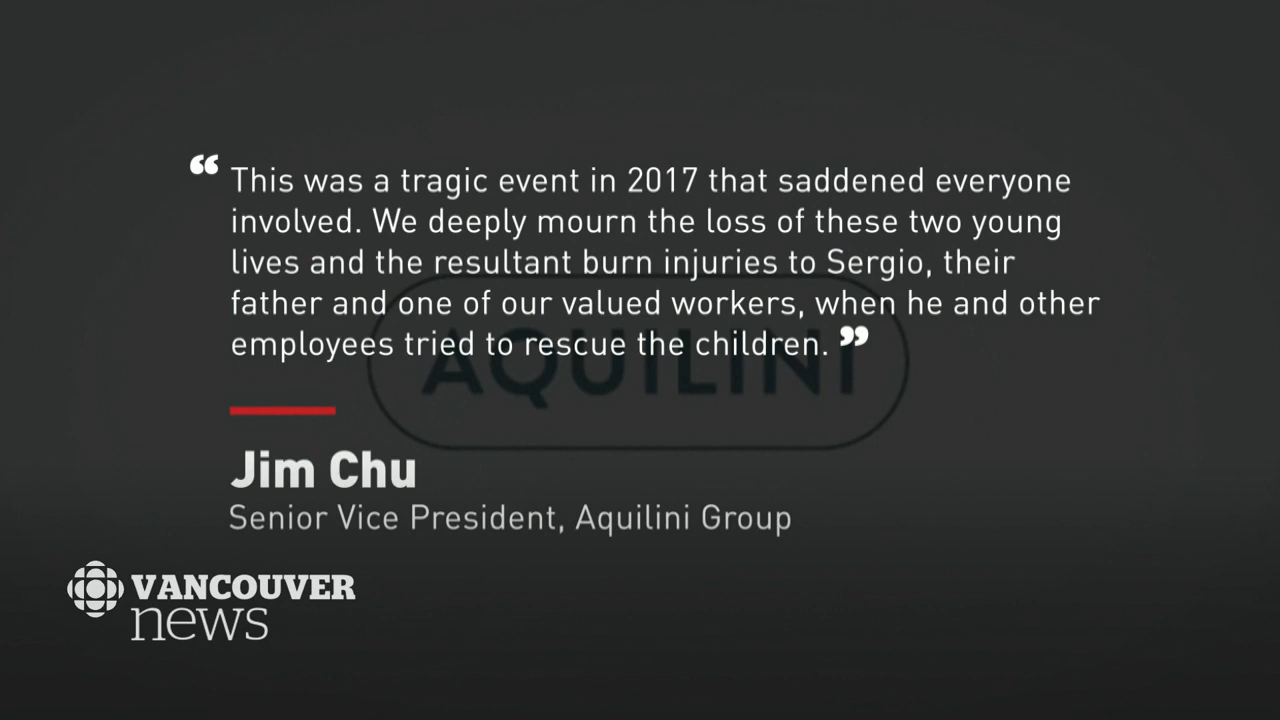 “ This was a tragic event in 2017 that saddened everyone
involved. We deeply mourn the loss of these two young
lives and the resultant burn injuries to Sergio, their
father and one of our valued workers, when he and other
employees tried to rescue the children. ”
AQUILINI
Jim Chu
Senior Vice President, Aquilini Group
VANCOUVER
news